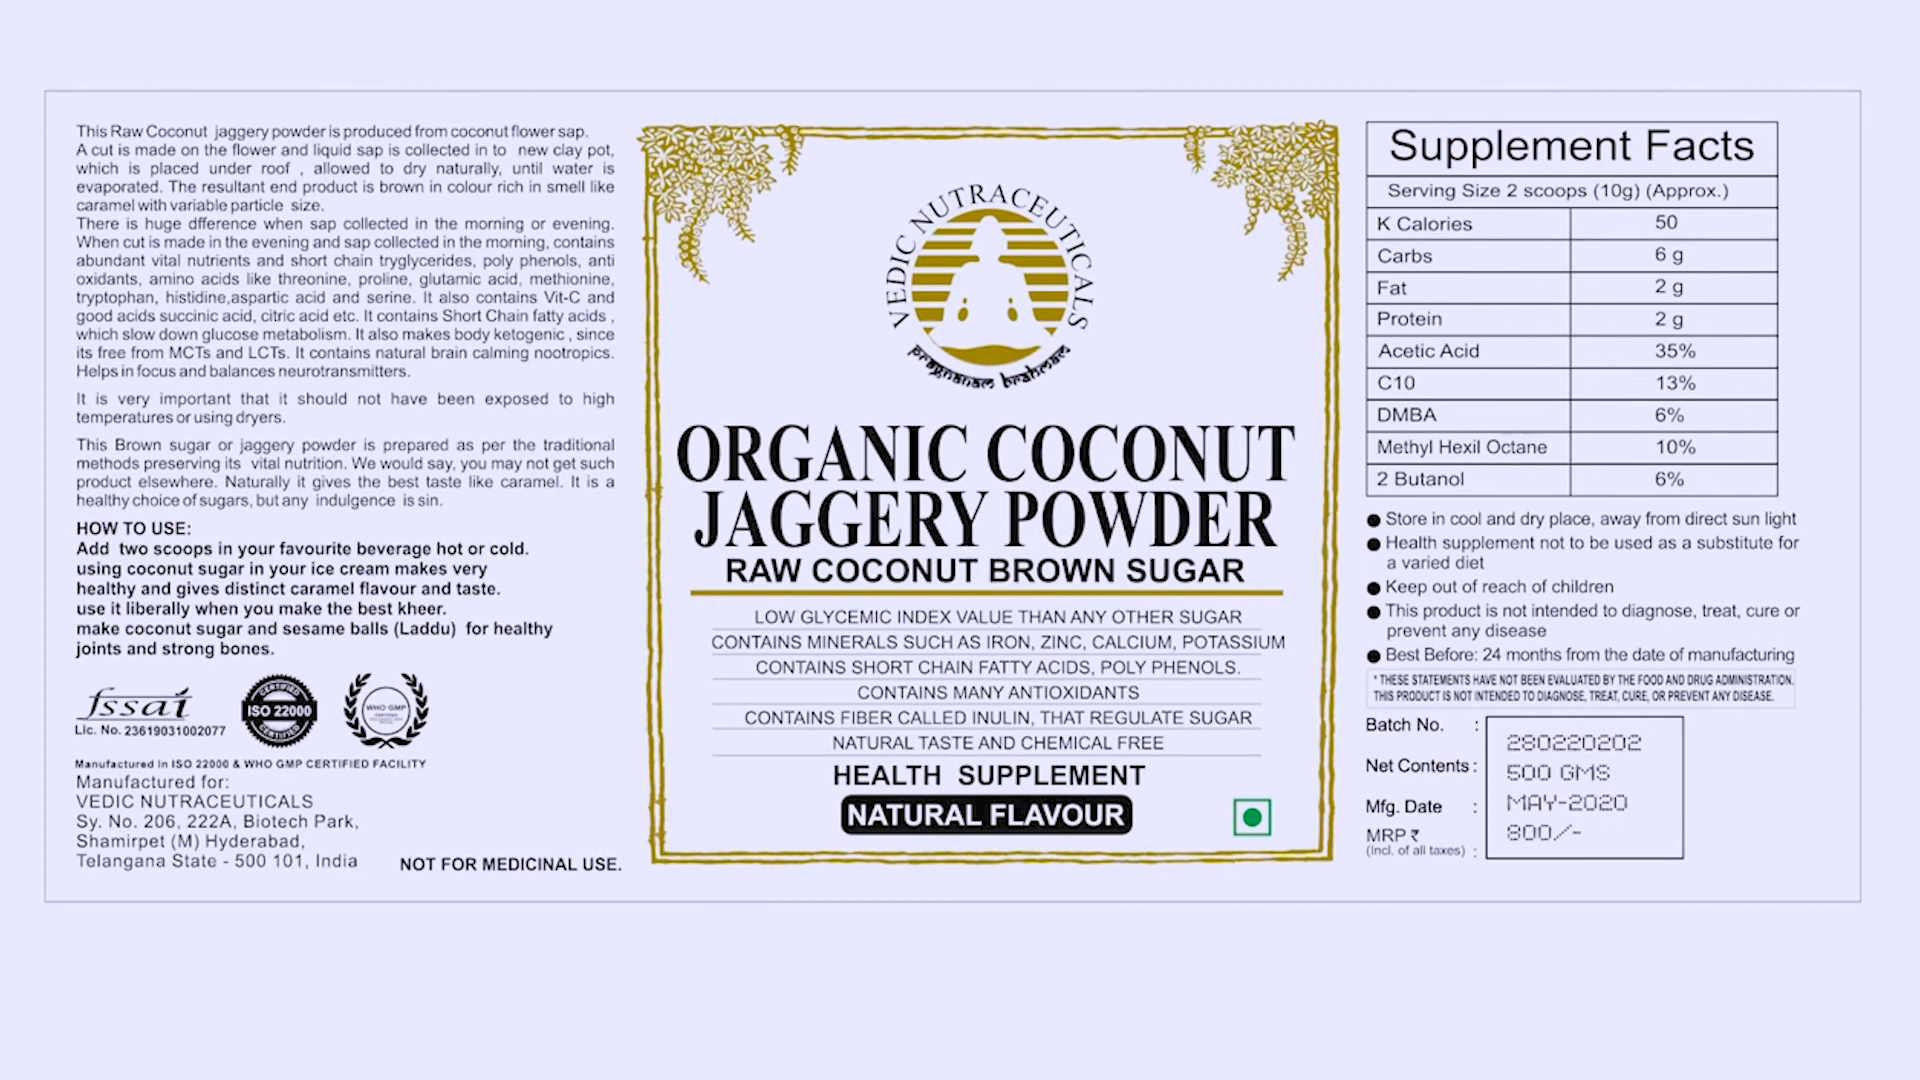 This Raw Coconut jaggery powder is produced from coconut flower sap.
A cut is made on the flower and liquid sap is collected in to new clay pot,
which is placed under roof , allowed to dry naturally, until water is
evaporated. The resultant end product is brown in colour rich in smell like
caramel with variable particle size.
There is huge dfference when sap collected in the morning or evening.
When cut is made in the evening and sap collected in the morning, contains
abundant vital nutrients and short chain tryglycerides, poly phenols, anti
oxidants, amino acids like threonine, proline, glutamic acid, methionine,
tryptophan, histidine,aspartic acid and serine. It also contains Vit-C and
good acids succinic acid, citric acid etc. It contains Short Chain fatty acids ,
which slow down glucose metabolism. It also makes body ketogenic , since
its free from MCTs and LCTs. It contains natural brain calming nootropics.
Helps in focus and balances neurotransmitters.
It is very important that it should not have been exposed to high
temperatures or using dryers.
This Brown sugar or jaggery powder is prepared as per the traditional
methods preserving its vital nutrition. We would say, you may not get such
product elsewhere. Naturally it gives the best taste like caramel. It is a
healthy choice of sugars, but any indulgence is sin.
HOW TO USE:
Add two scoops in your favourite beverage hot or cold.
using coconut sugar in your ice cream makes very
healthy and gives distinct caramel flavour and taste.
use it liberally when you make the best kheer.
make coconut sugar and sesame balls (Laddu) for healthy
joints and strong bones.
fssai
Lic. No. 23619031002077
CERTIFIED
ISO 22000
CERTIFIED
WHO GMP
CERTIFIED
Manufactured in ISO 22000 & WHO GMP CERTIFIED FACILITY
Manufactured for:
VEDIC NUTRACEUTICALS
Sy. No. 206, 222A, Biotech Park,
Shamirpet (M) Hyderabad,
Telangana State - 500 101, India
NOT FOR MEDICINAL USE.
VEDIC NUTRACEUTICALS
pragnanam brahmam
ORGANIC COCONUT
JAGGERY POWDER
RAW COCONUT BROWN SUGAR
LOW GLYCEMIC INDEX VALUE THAN ANY OTHER SUGAR
CONTAINS MINERALS SUCH AS IRON, ZINC, CALCIUM, POTASSIUM
CONTAINS SHORT CHAIN FATTY ACIDS, POLY PHENOLS.
CONTAINS MANY ANTIOXIDANTS
CONTAINS FIBER CALLED INULIN, THAT REGULATE SUGAR
NATURAL TASTE AND CHEMICAL FREE
HEALTH SUPPLEMENT
NATURAL FLAVOUR
Supplement Facts
Serving Size 2 scoops (10g) (Approx.)
K Calories 50
Carbs 6 g
Fat 2 g
Protein 2 g
Acetic Acid 35%
C10 13%
DMBA 6%
Methyl Hexil Octane 10%
2 Butanol 6%
● Store in cool and dry place, away from direct sun light
● Health supplement not to be used as a substitute for
a varied diet
● Keep out of reach of children
● This product is not intended to diagnose, treat, cure or
prevent any disease
● Best Before: 24 months from the date of manufacturing
* THESE STATEMENTS HAVE NOT BEEN EVALUATED BY THE FOOD AND DRUG ADMINISTRATION.
THIS PRODUCT IS NOT INTENDED TO DIAGNOSE, TREAT, CURE, OR PREVENT ANY DISEASE.
Batch No. : 280220202
Net Contents : 500 GMS
Mfg. Date : MAY-2020
MRP ₹ 800/-
(Incl. of all taxes) :